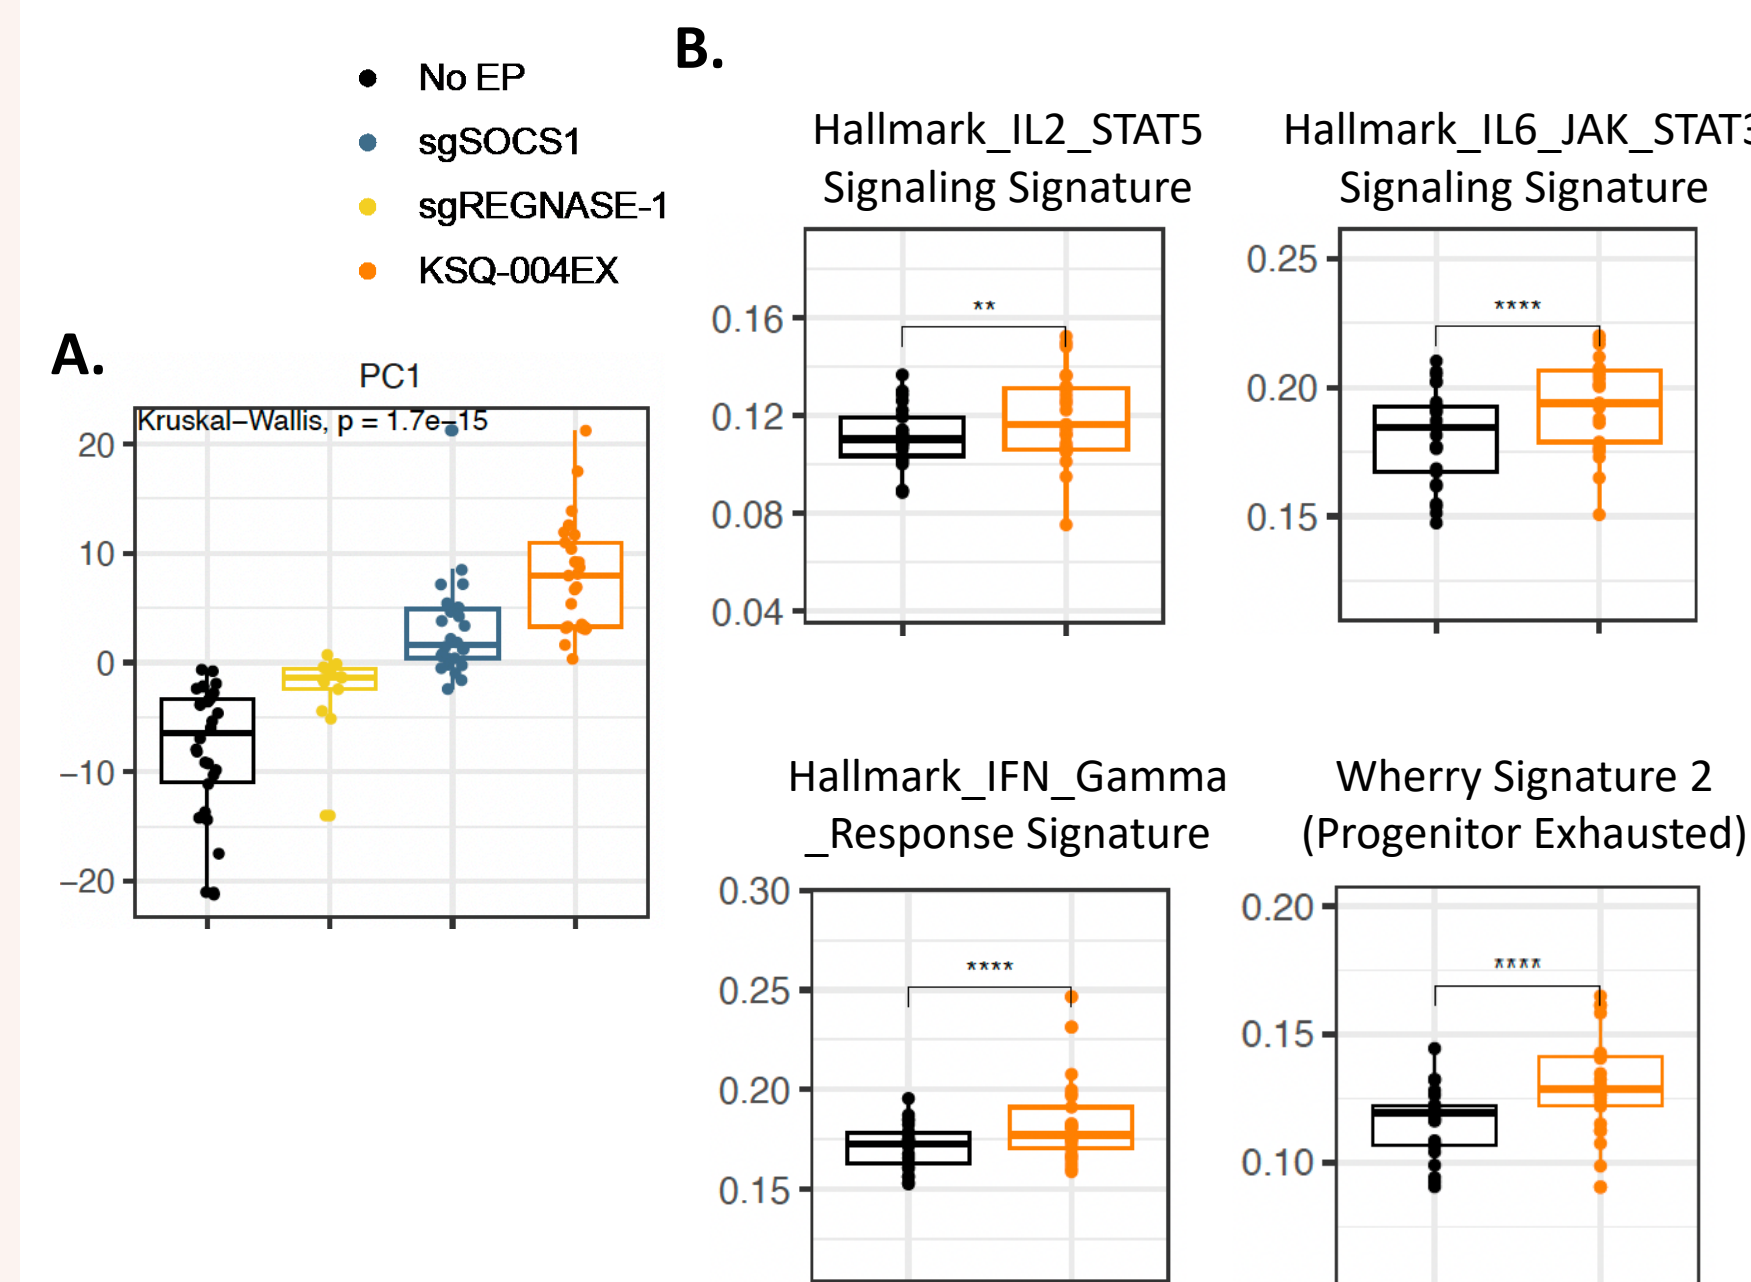 No EP
sgSOCS1
sgREGNASE-1
KSQ-004EX
A.
PC1
Kruskal–Wallis, p = 1.7e–15
20
10
0
−10
−20
B.
Hallmark_IL2_STAT5
Signaling Signature
**
0.16
0.12
0.08
0.04
Hallmark_IL6_JAK_STAT3
Signaling Signature
****
0.25
0.20
0.15
Hallmark_IFN_Gamma
_Response Signature
****
0.30
0.25
0.20
0.15
Wherry Signature 2
(Progenitor Exhausted)
****
0.20
0.15
0.10